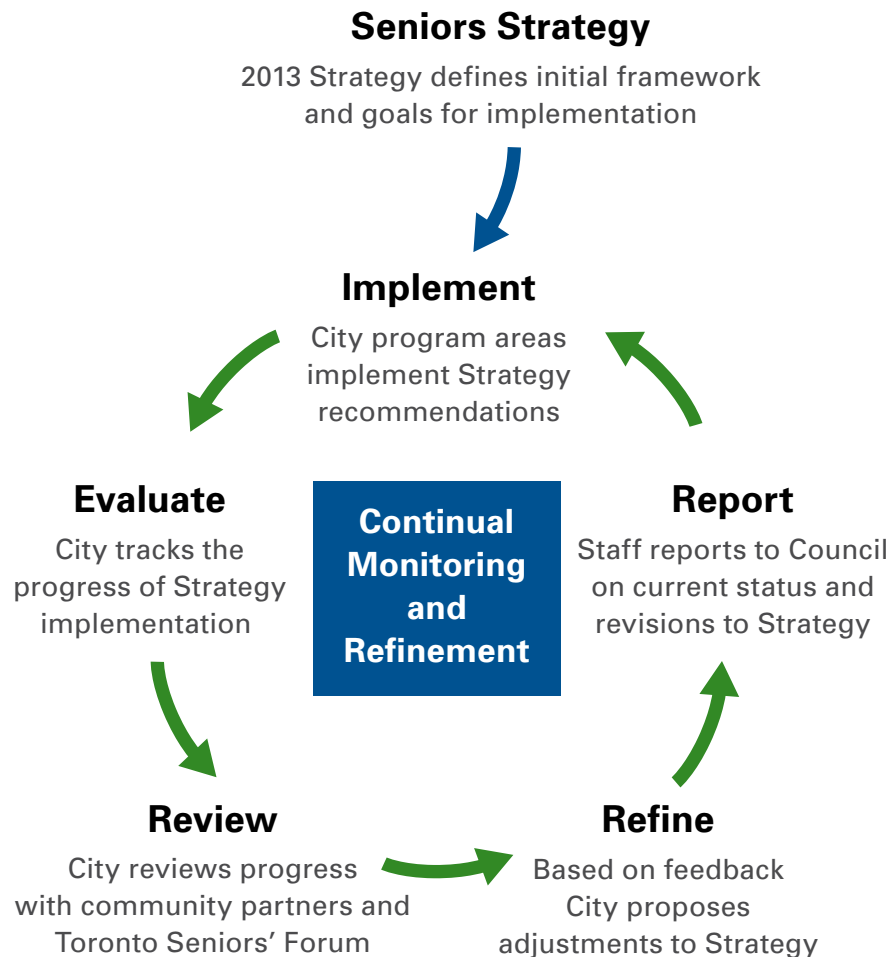 Seniors Strategy
2013 Strategy defines initial framework
and goals for implementation
Implement
City program areas
implement Strategy
recommendations
Evaluate
City tracks the
progress of Strategy
implementation
Continual
Monitoring
and
Refinement
Report
Staff reports to Council
on current status and
revisions to Strategy
Review
City reviews progress
with community partners and
Toronto Seniors’ Forum
Refine
Based on feedback
City proposes
adjustments to Strategy